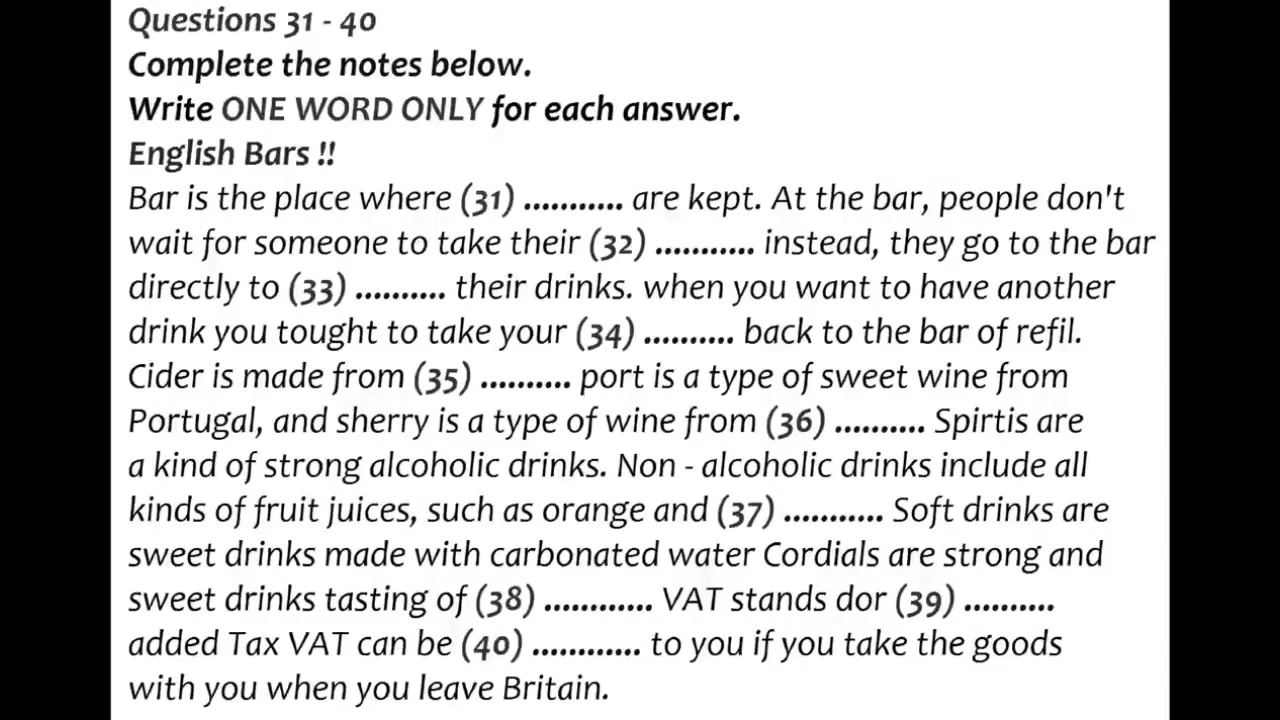 Questions 31 - 40
Complete the notes below.
Write ONE WORD ONLY for each answer.
English Bars !!
Bar is the place where (31) ........... are kept. At the bar, people don't
wait for someone to take their (32) ........... instead, they go to the bar
directly to (33) .......... their drinks. when you want to have another
drink you tought to take your (34) .......... back to the bar of refil.
Cider is made from (35) .......... port is a type of sweet wine from
Portugal, and sherry is a type of wine from (36) .......... Spirtis are
a kind of strong alcoholic drinks. Non - alcoholic drinks include all
kinds of fruit juices, such as orange and (37) ........... Soft drinks are
sweet drinks made with carbonated water Cordials are strong and
sweet drinks tasting of (38) ............ VAT stands dor (39) ..........
added Tax VAT can be (40) ............ to you if you take the goods
with you when you leave Britain.